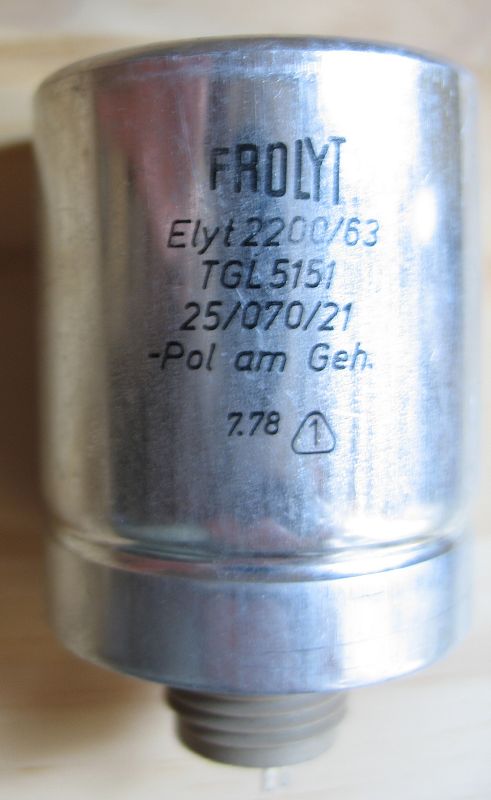 FROLYT
Elyt 2200/63
TGL 5151
25/070/21
-Pol am Geh.
7.78 1